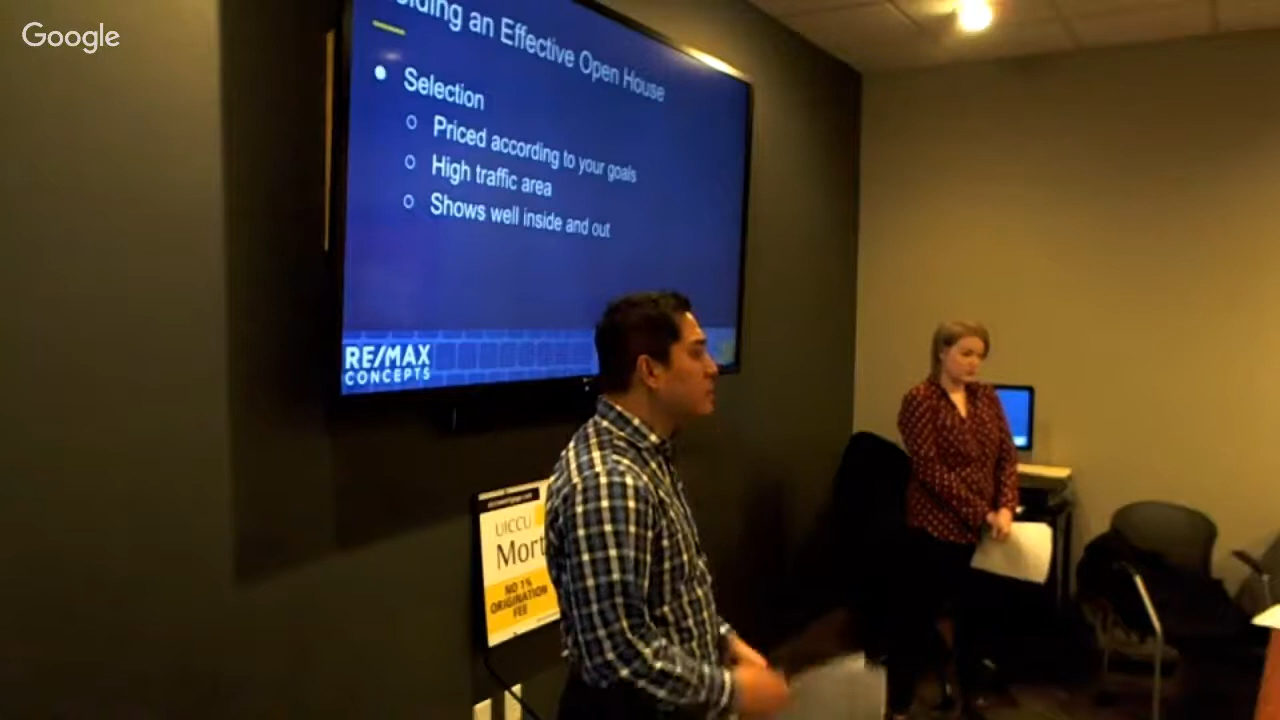 Google
an Effective Open House
Selection
Priced according to your goals
High traffic area
Shows well inside and out
RE/MAX
CONCEPTS
UICCU
Mort
NO 1%
ORIGINATION
FEE